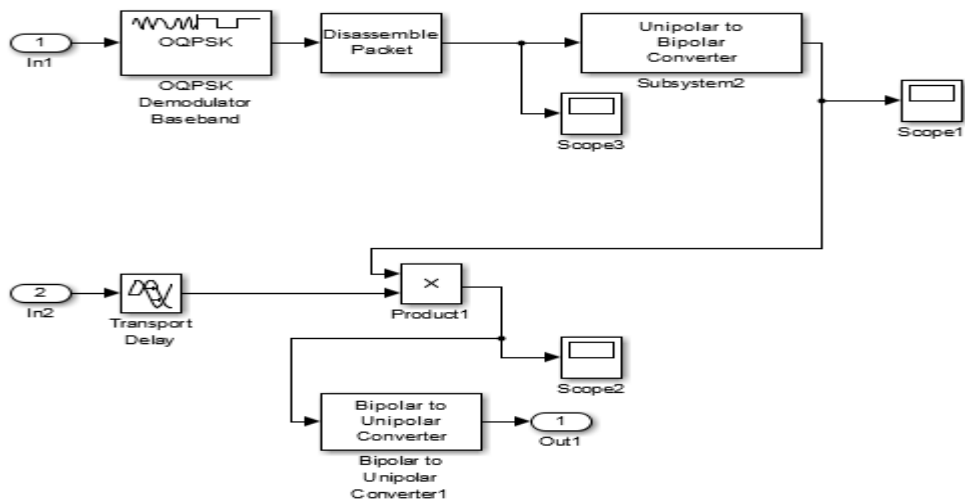 1
In1
OQPSK
OQPSK
Demodulator
Baseband
Disassemble
Packet
Scope3
Unipolar to
Bipolar
Converter
Subsystem2
Scope1
2
In2
Transport
Delay
×
Product1
Scope2
Bipolar to
Unipolar
Converter
Bipolar to
Unipolar
Converter1
1
Out1